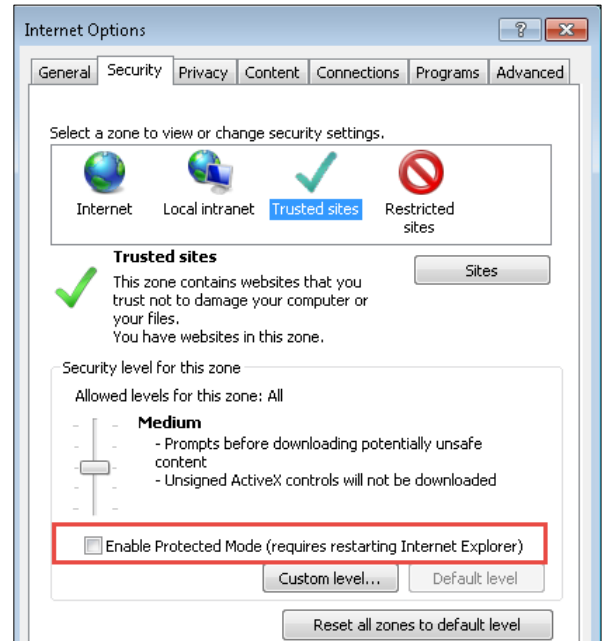 Internet Options
General Security Privacy Content Connections Programs Advanced
Select a zone to view or change security settings.
Internet Local intranet Trusted sites Restricted
sites
Trusted sites
Sites
This zone contains websites that you
trust not to damage your computer or
your files.
You have websites in this zone.
Security level for this zone
Allowed levels for this zone: All
Medium
- Prompts before downloading potentially unsafe
content
- Unsigned ActiveX controls will not be downloaded
Enable Protected Mode (requires restarting Internet Explorer)
Custom level... Default level
Reset all zones to default level